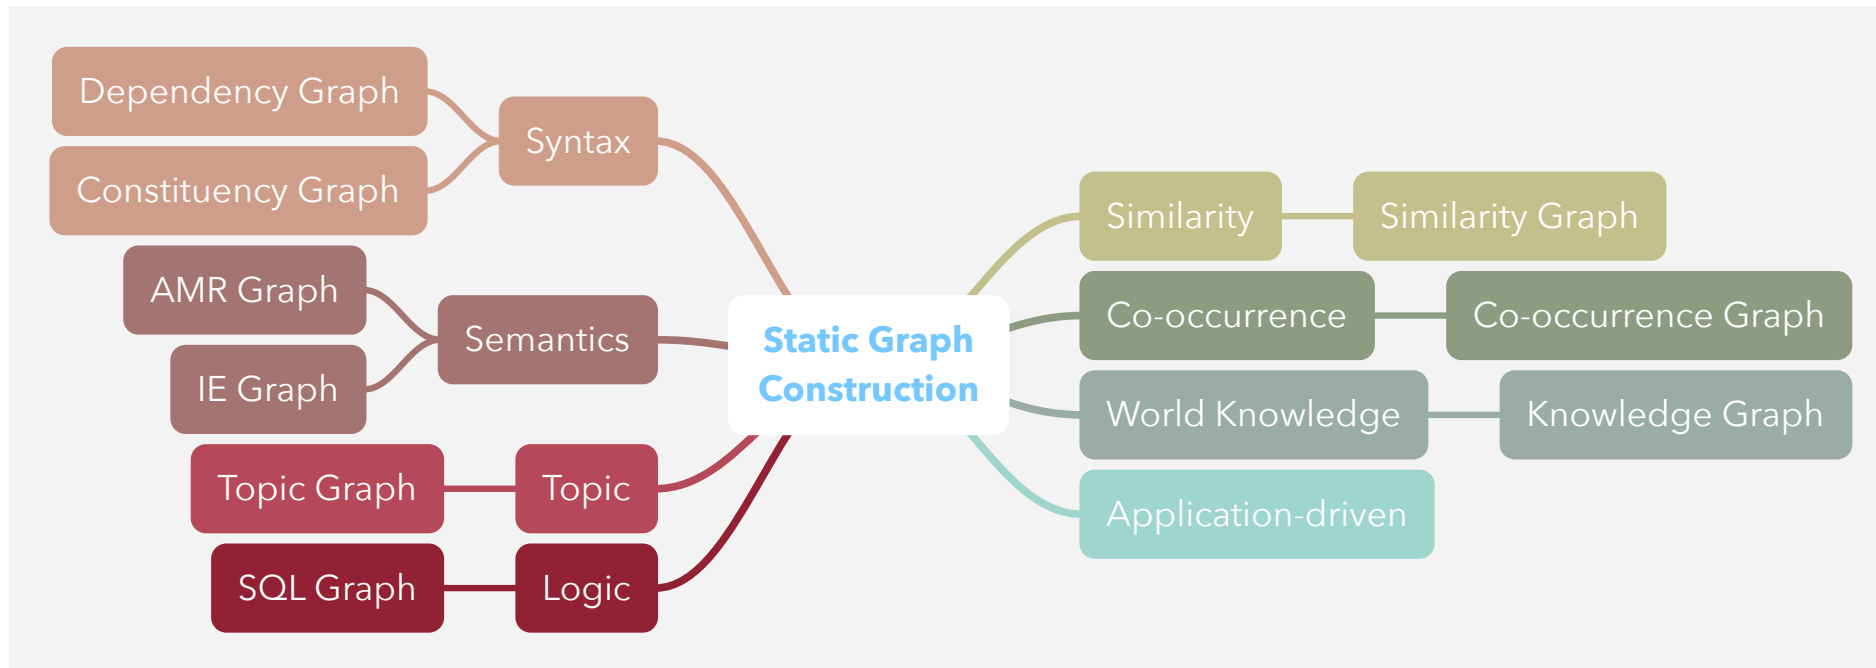 Dependency Graph
Constituency Graph
Syntax
AMR Graph
IE Graph
Semantics
Topic Graph
Topic
SQL Graph
Logic
Static Graph
Construction
Similarity
Similarity Graph
Co-occurrence
Co-occurrence Graph
World Knowledge
Knowledge Graph
Application-driven